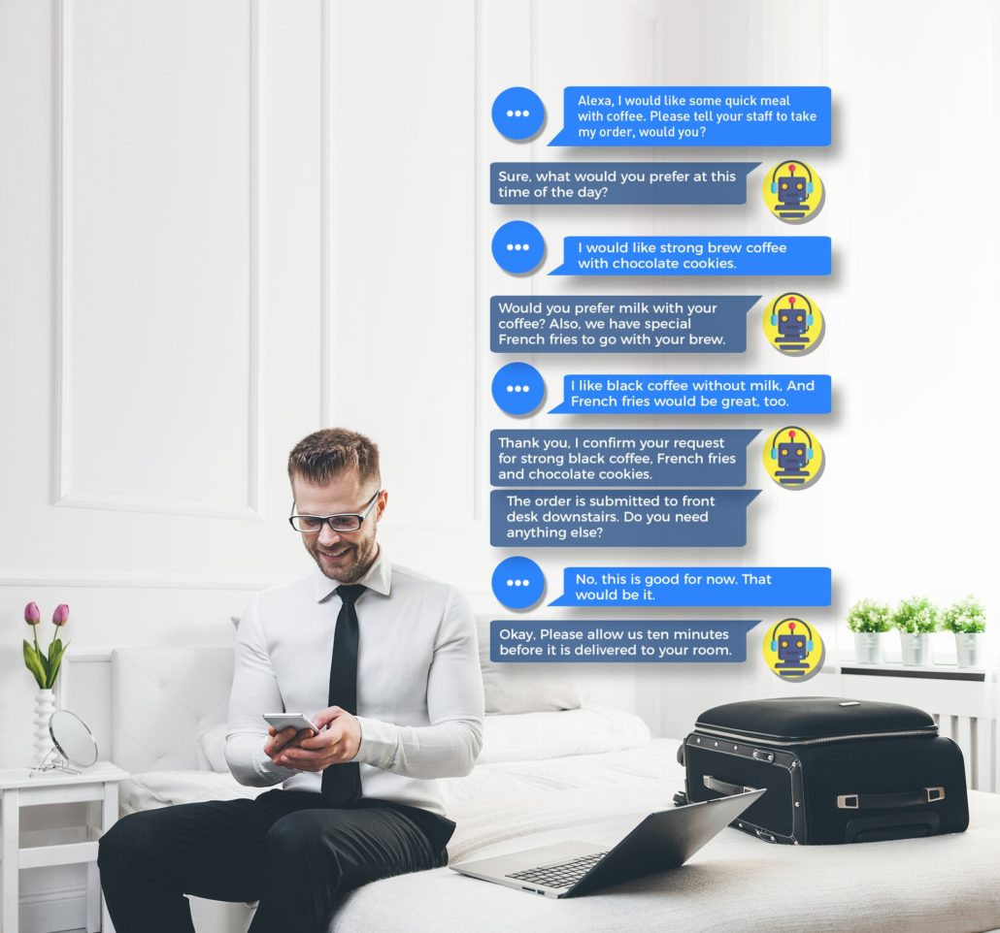 Alexa, I would like some quick meal
with coffee. Please tell your staff to take
my order, would you?
Sure, what would you prefer at this
time of the day?
I would like strong brew coffee
with chocolate cookies.
Would you prefer milk with your
coffee? Also, we have special
French fries to go with your brew.
I like black coffee without milk, And
French fries would be great, too.
Thank you, I confirm your request
for strong black coffee, French fries
and chocolate cookies.
The order is submitted to front
desk downstairs. Do you need
anything else?
No, this is good for now. That
would be it.
Okay, Please allow us ten minutes
before it is delivered to your room.